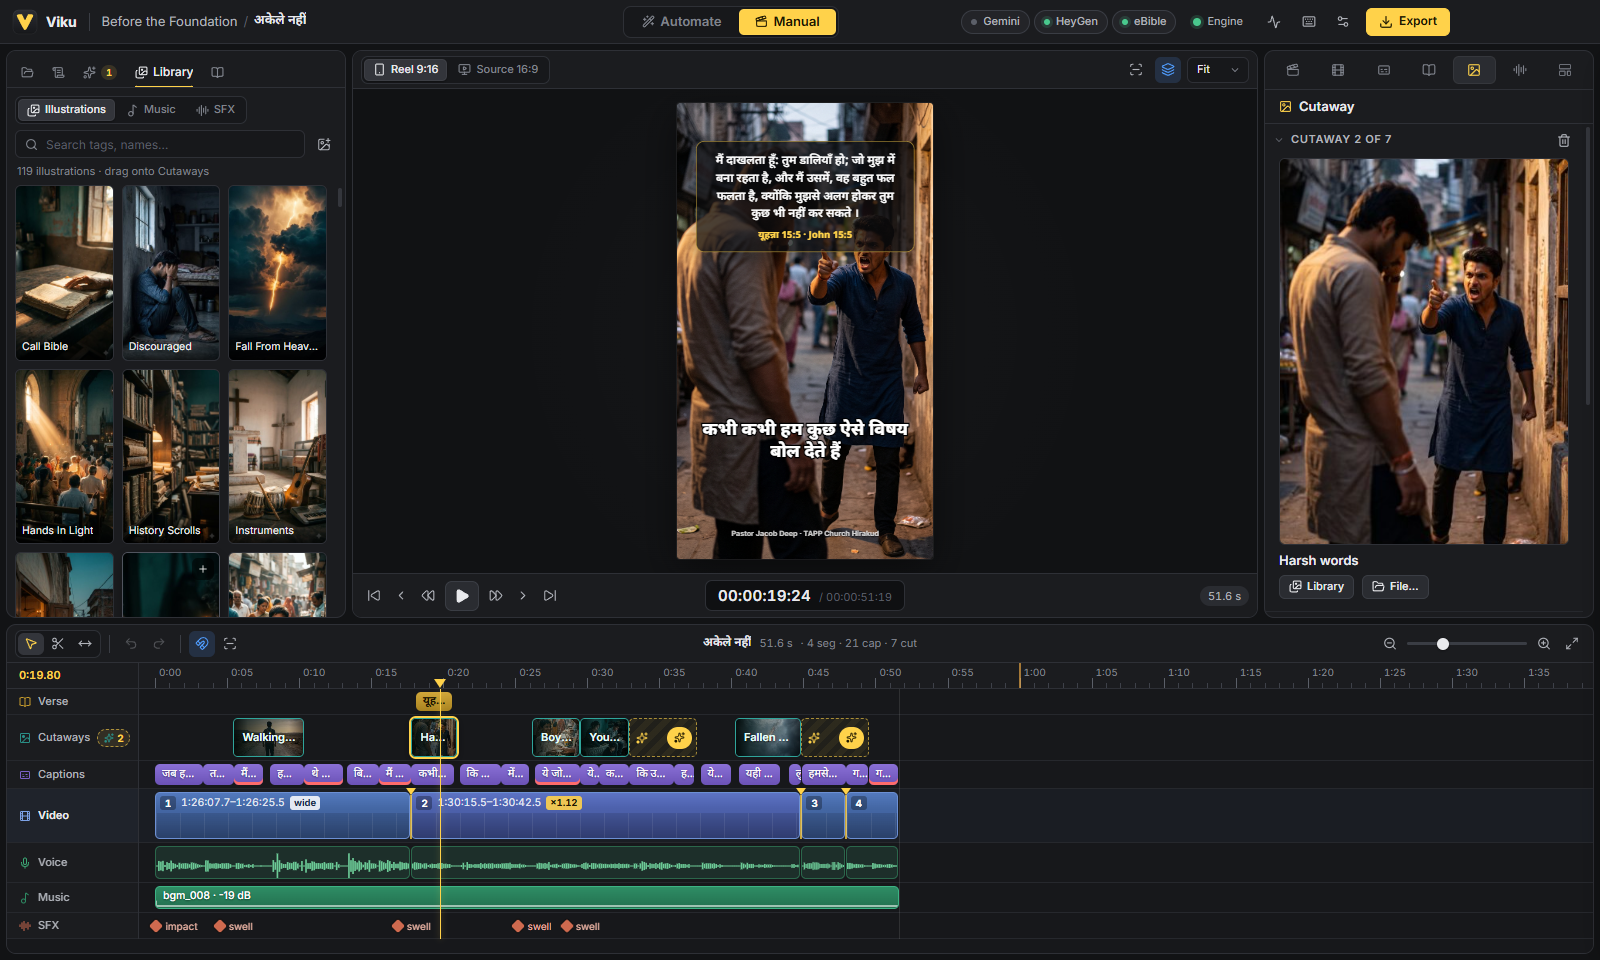 Viku
Before the Foundation / अकेले नहीं
Automate
Manual
Gemini
HeyGen
eBible
Engine
Export
1
Library
Illustrations
Music
SFX
Search tags, names...
119 illustrations · drag onto Cutaways
Call Bible
Discouraged
Fall From Heav...
Hands In Light
History Scrolls
Instruments
Reel 9:16
Source 16:9
Fit
मैं दाखलता हूँ: तुम डालियाँ हो; जो मुझ में
बना रहता है, और मैं उसमें, वह बहुत फल
फलता है, क्योंकि मुझसे अलग होकर तुम
कुछ भी नहीं कर सकते ।
यूहन्ना 15:5 · John 15:5
कभी कभी हम कुछ ऐसे विषय
बोल देते हैं
Pastor Jacob Deep · TAPP Church Hirakud
00:00:19:24 / 00:00:51:19
51.6 s
Cutaway
CUTAWAY 2 OF 7
Harsh words
Library
File...
अकेले नहीं 51.6 s · 4 seg · 21 cap · 7 cut
0:19.80
0:00 0:05 0:10 0:15 0:20 0:25 0:30 0:35 0:40 0:45 0:50 0:55 1:00 1:05 1:10 1:15 1:20 1:25 1:30 1:35
Verse
यूह...
Cutaways 2
Walking... Ha... Boy... You... Fallen ...
Captions
जब ह... त... मैं... ह... थे ... बि... मैं ... कभी... कि ... में... ये जो... ये.. क... कि उ... ह.. ये... यही ... हमसे... ग... ग...
Video
1 1:26:07.7–1:26:25.5 wide
2 1:30:15.5–1:30:42.5 ×1.12
3
4
Voice
Music
bgm_008 · -19 dB
SFX
impact swell swell swell swell